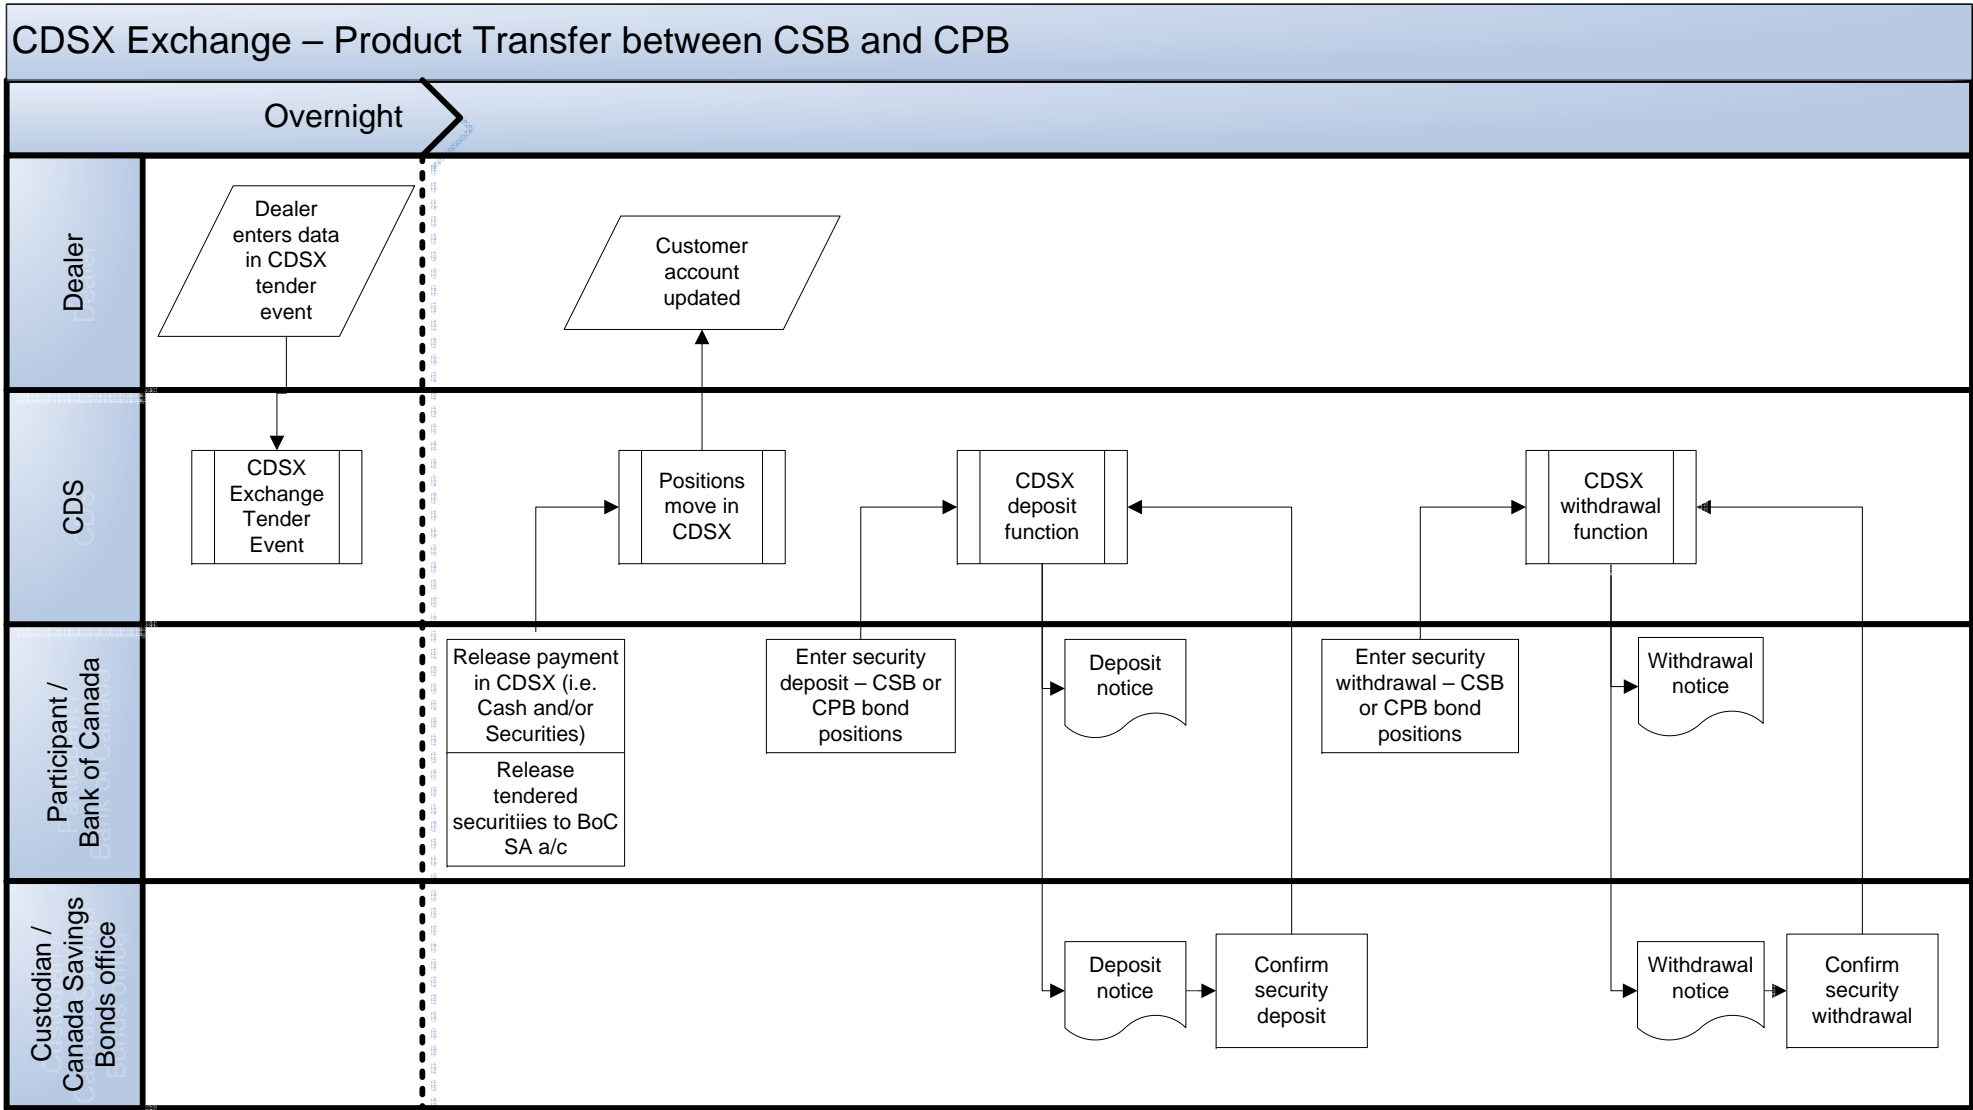 CDSX Exchange – Product Transfer between CSB and CPB
Overnight
Dealer
Dealer
enters data
in CDSX
tender
event
Customer
account
updated
CDS
CDSX
Exchange
Tender
Event
Positions
move in
CDSX
CDSX
deposit
function
CDSX
withdrawal
function
Participant /
Bank of Canada
Release payment
in CDSX (i.e.
Cash and/or
Securities)
Release
tendered
securitiies to BoC
SA a/c
Enter security
deposit – CSB or
CPB bond
positions
Deposit
notice
Enter security
withdrawal – CSB
or CPB bond
positions
Withdrawal
notice
Custodian /
Canada Savings
Bonds office
Deposit
notice
Confirm
security
deposit
Withdrawal
notice
Confirm
security
withdrawal